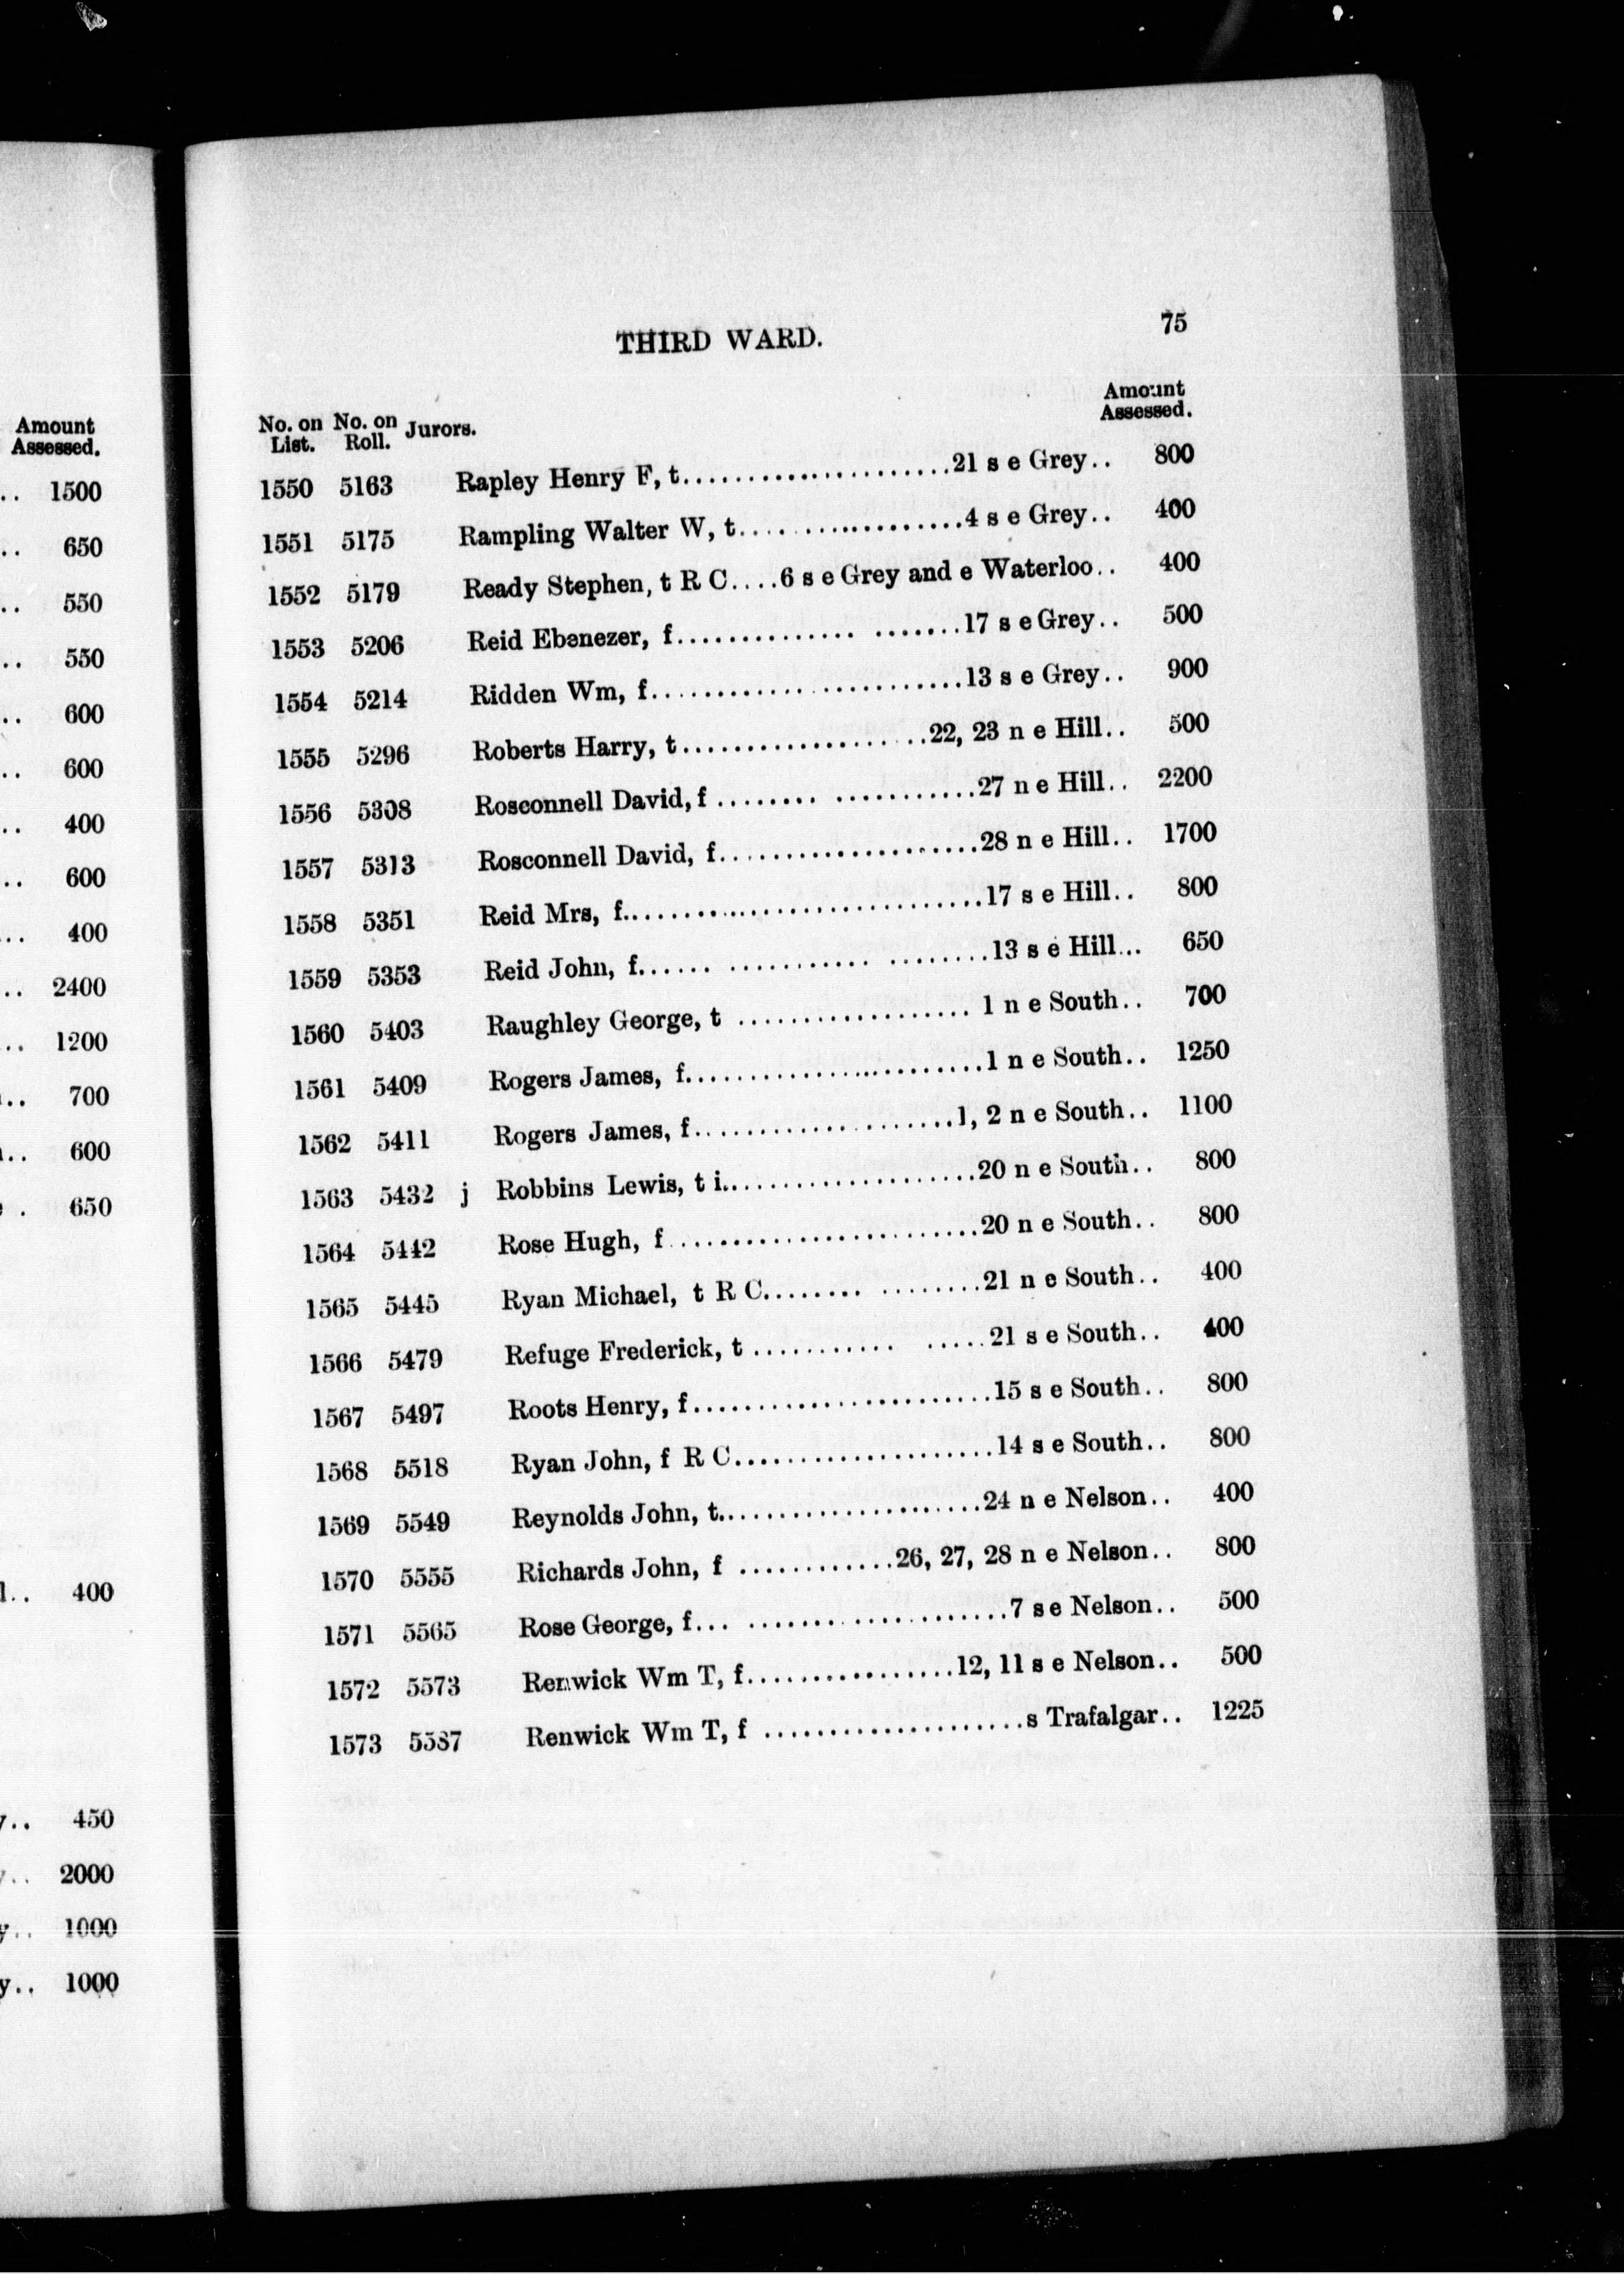 Amount
Assessed.
.. 1500
.. 650
.. 550
.. 550
.. 600
.. 600
.. 400
.. 600
.. 400
.. 2400
.. 1200
.. 700
.. 600
. 650
.. 400
y.. 450
.. 2000
y.. 1000
y.. 1000
THIRD WARD. 75
No. on List. No. on Roll. Jurors. Amount Assessed.
1550 5163 Rapley Henry F, t....................21 s e Grey.. 800
1551 5175 Rampling Walter W, t.................4 s e Grey.. 400
1552 5179 Ready Stephen, t R C....6 s e Grey and e Waterloo.. 400
1553 5206 Reid Ebenezer, f.............. .......17 s e Grey.. 500
1554 5214 Ridden Wm, f........................13 s e Grey.. 900
1555 5296 Roberts Harry, t...................22, 23 n e Hill.. 500
1556 5308 Rosconnell David, f ........ ...........27 n e Hill.. 2200
1557 5313 Rosconnell David, f....................28 n e Hill.. 1700
1558 5351 Reid Mrs, f............................17 s e Hill.. 800
1559 5353 Reid John, f...... ........... ........13 s e Hill... 650
1560 5403 Raughley George, t .................. 1 n e South.. 700
1561 5409 Rogers James, f.......................1 n e South.. 1250
1562 5411 Rogers James, f....................1, 2 n e South.. 1100
1563 5432 j Robbins Lewis, t i...................20 n e South.. 800
1564 5442 Rose Hugh, f........................20 n e South.. 800
1565 5445 Ryan Michael, t R C........ ........21 n e South.. 400
1566 5479 Refuge Frederick, t ........... .....21 s e South.. 400
1567 5497 Roots Henry, f.......................15 s e South.. 800
1568 5518 Ryan John, f R C....................14 s e South.. 800
1569 5549 Reynolds John, t....................24 n e Nelson.. 400
1570 5555 Richards John, f ............26, 27, 28 n e Nelson.. 800
1571 5565 Rose George, f... ....................7 s e Nelson.. 500
1572 5573 Renwick Wm T, f................12, 11 s e Nelson.. 500
1573 5587 Renwick Wm T, f ....................s Trafalgar.. 1225